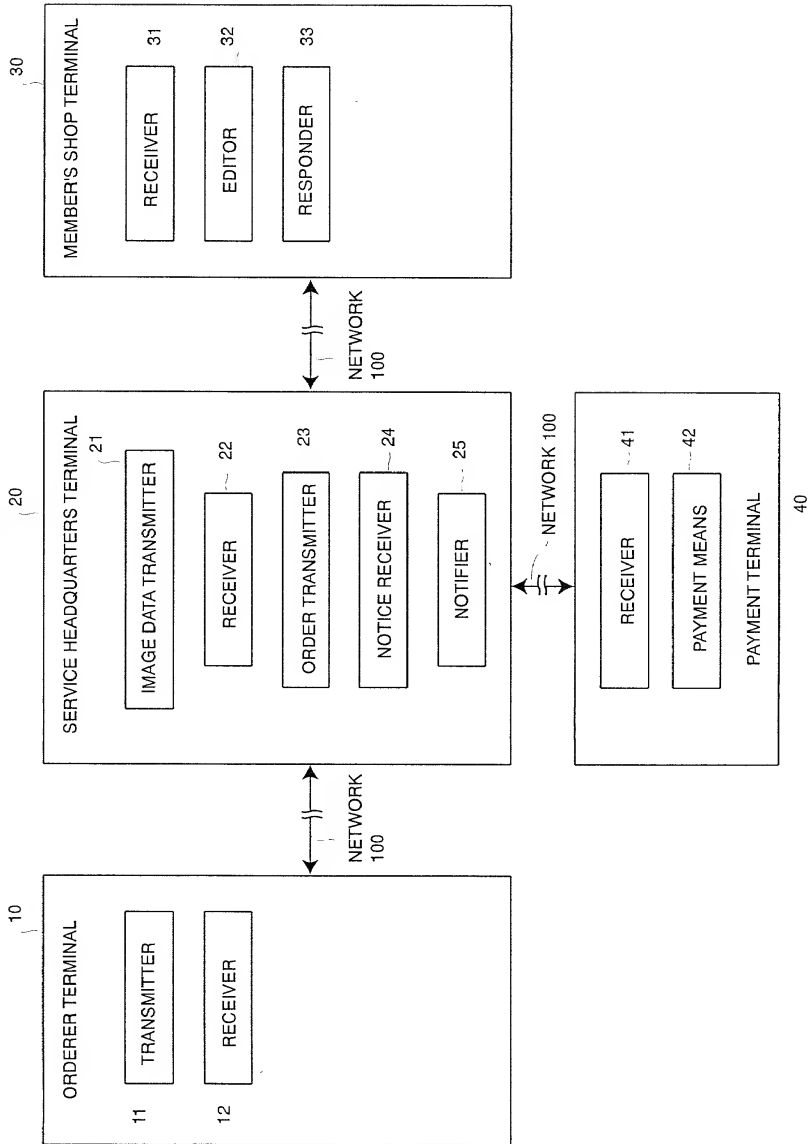 10
ORDERER TERMINAL
TRANSMITTER
11
RECEIVER
12
NETWORK
100
20
SERVICE HEADQUARTERS TERMINAL
21
IMAGE DATA TRANSMITTER
22
RECEIVER
23
ORDER TRANSMITTER
24
NOTICE RECEIVER
25
NOTIFIER
NETWORK
100
30
MEMBER'S SHOP TERMINAL
RECEIIVER
31
EDITOR
32
RESPONDER
33
NETWORK 100
RECEIVER
41
PAYMENT MEANS
42
PAYMENT TERMINAL
40